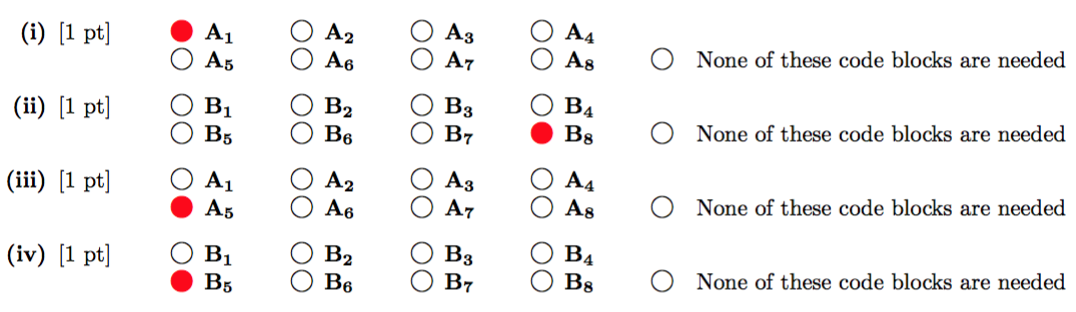 (i) [1 pt] A₁ A₂ A₃ A₄
A₅ A₆ A₇ A₈ None of these code blocks are needed
(ii) [1 pt] B₁ B₂ B₃ B₄
B₅ B₆ B₇ B₈ None of these code blocks are needed
(iii) [1 pt] A₁ A₂ A₃ A₄
A₅ A₆ A₇ A₈ None of these code blocks are needed
(iv) [1 pt] B₁ B₂ B₃ B₄
B₅ B₆ B₇ B₈ None of these code blocks are needed